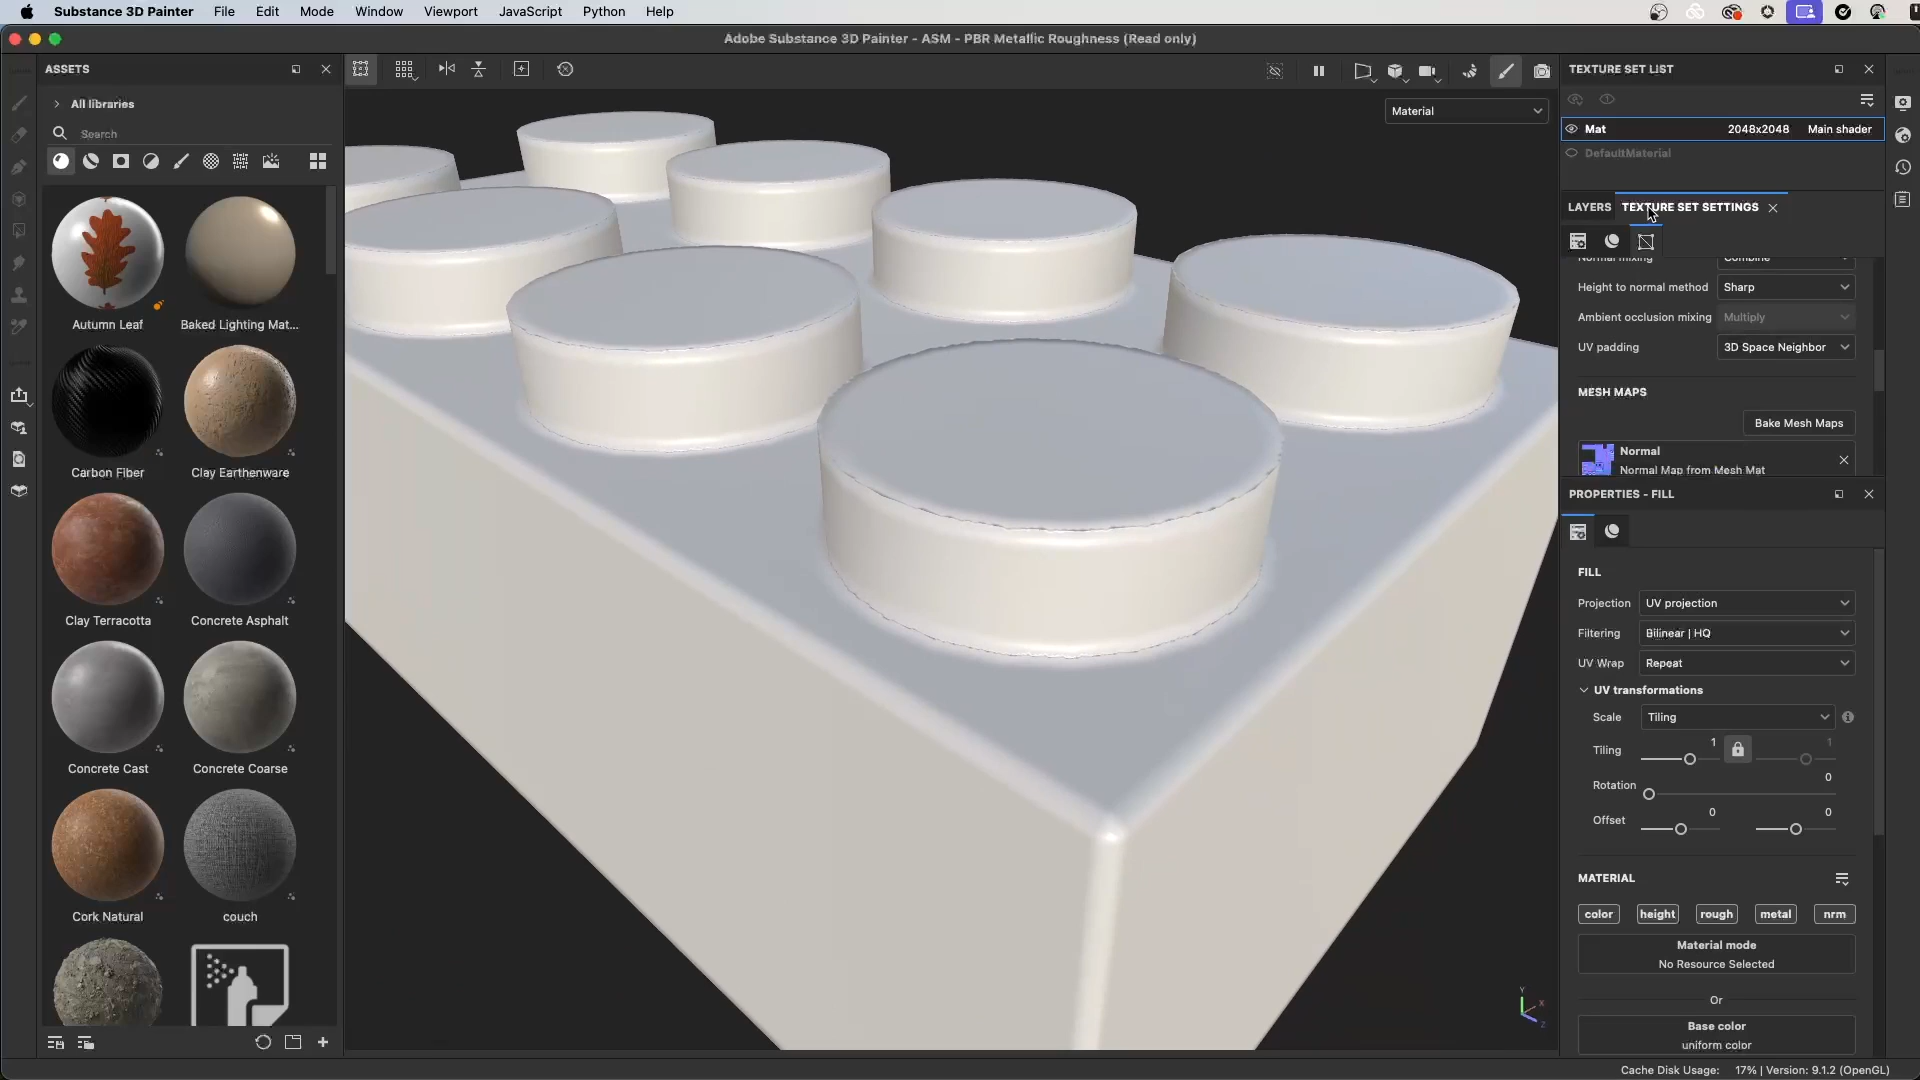 Substance 3D Painter File Edit Mode Window Viewport JavaScript Python Help
Adobe Substance 3D Painter - ASM - PBR Metallic Roughness (Read only)
ASSETS
All libraries
Search
Autumn Leaf
Baked Lighting Mat...
Carbon Fiber
Clay Earthenware
Clay Terracotta
Concrete Asphalt
Concrete Cast
Concrete Coarse
Cork Natural
couch
Material
Y
X
Z
TEXTURE SET LIST
Mat 2048x2048 Main shader
DefaultMaterial
LAYERS TEXTURE SET SETTINGS
Normal mixing Combine
Height to normal method Sharp
Ambient occlusion mixing Multiply
UV padding 3D Space Neighbor
MESH MAPS
Bake Mesh Maps
Normal
Normal Map from Mesh Mat
PROPERTIES - FILL
FILL
Projection UV projection
Filtering Bilinear | HQ
UV Wrap Repeat
UV transformations
Scale Tiling
Tiling 1 1
Rotation 0
Offset 0 0
MATERIAL
color height rough metal nrm
Material mode
No Resource Selected
Or
Base color
uniform color
Cache Disk Usage: 17% | Version: 9.1.2 (OpenGL)